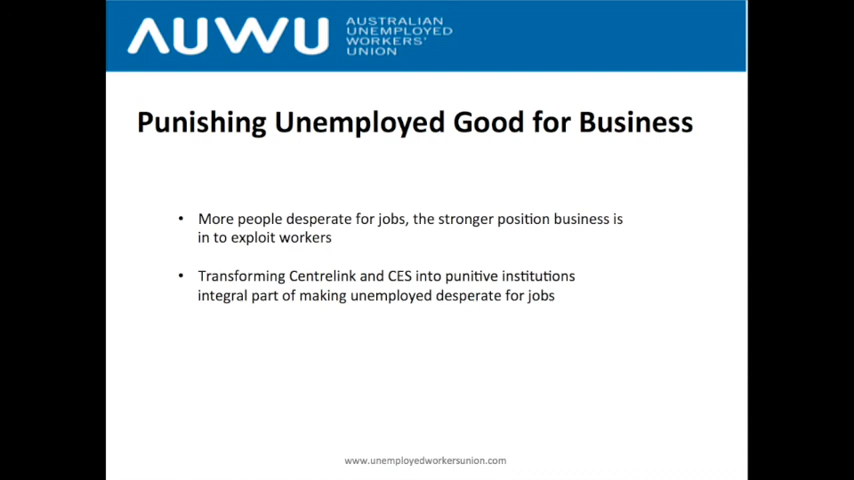 AUWU
AUSTRALIAN
UNEMPLOYED
WORKERS'
UNION
Punishing Unemployed Good for Business
• More people desperate for jobs, the stronger position business is
in to exploit workers
• Transforming Centrelink and CES into punitive institutions
integral part of making unemployed desperate for jobs
www.unemployedworkersunion.com